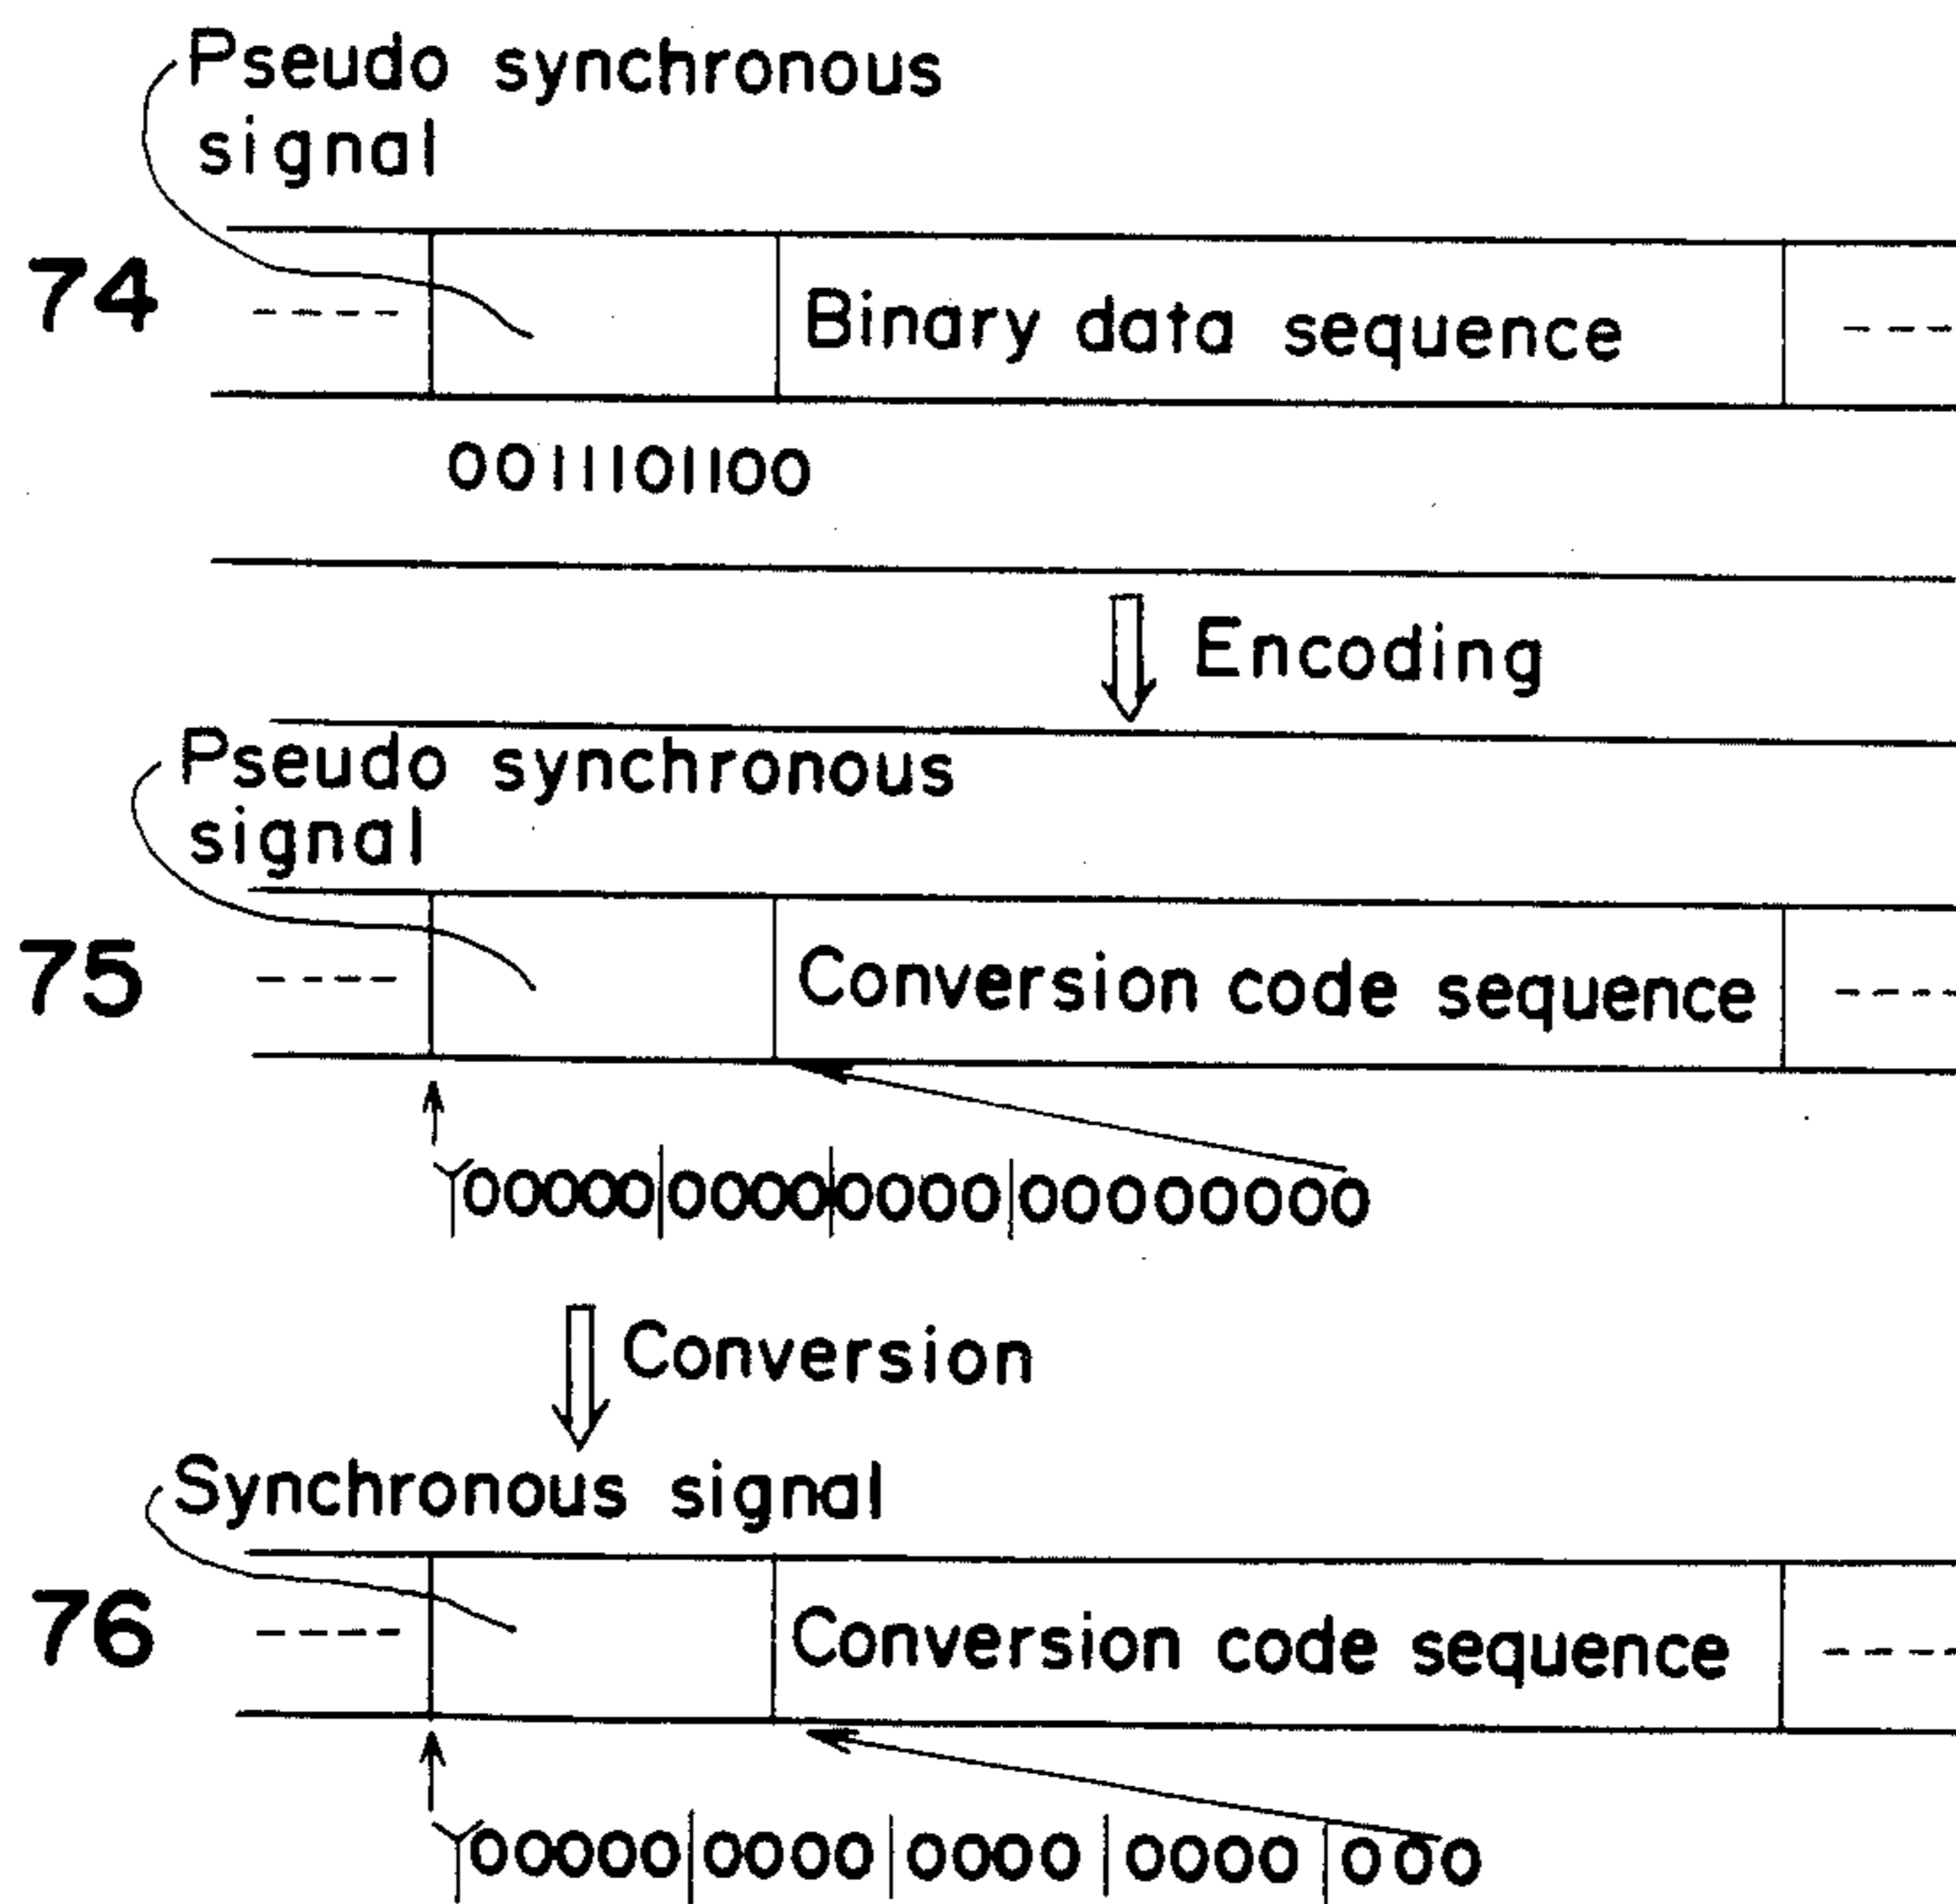 Pseudo synchronous
signal
74
Binary data sequence
0011101100
Encoding
Pseudo synchronous
signal
75
Conversion code sequence
Y00000|0000|0000|00000000
Conversion
Synchronous signal
76
Conversion code sequence
Y00000|0000|0000|0000|000